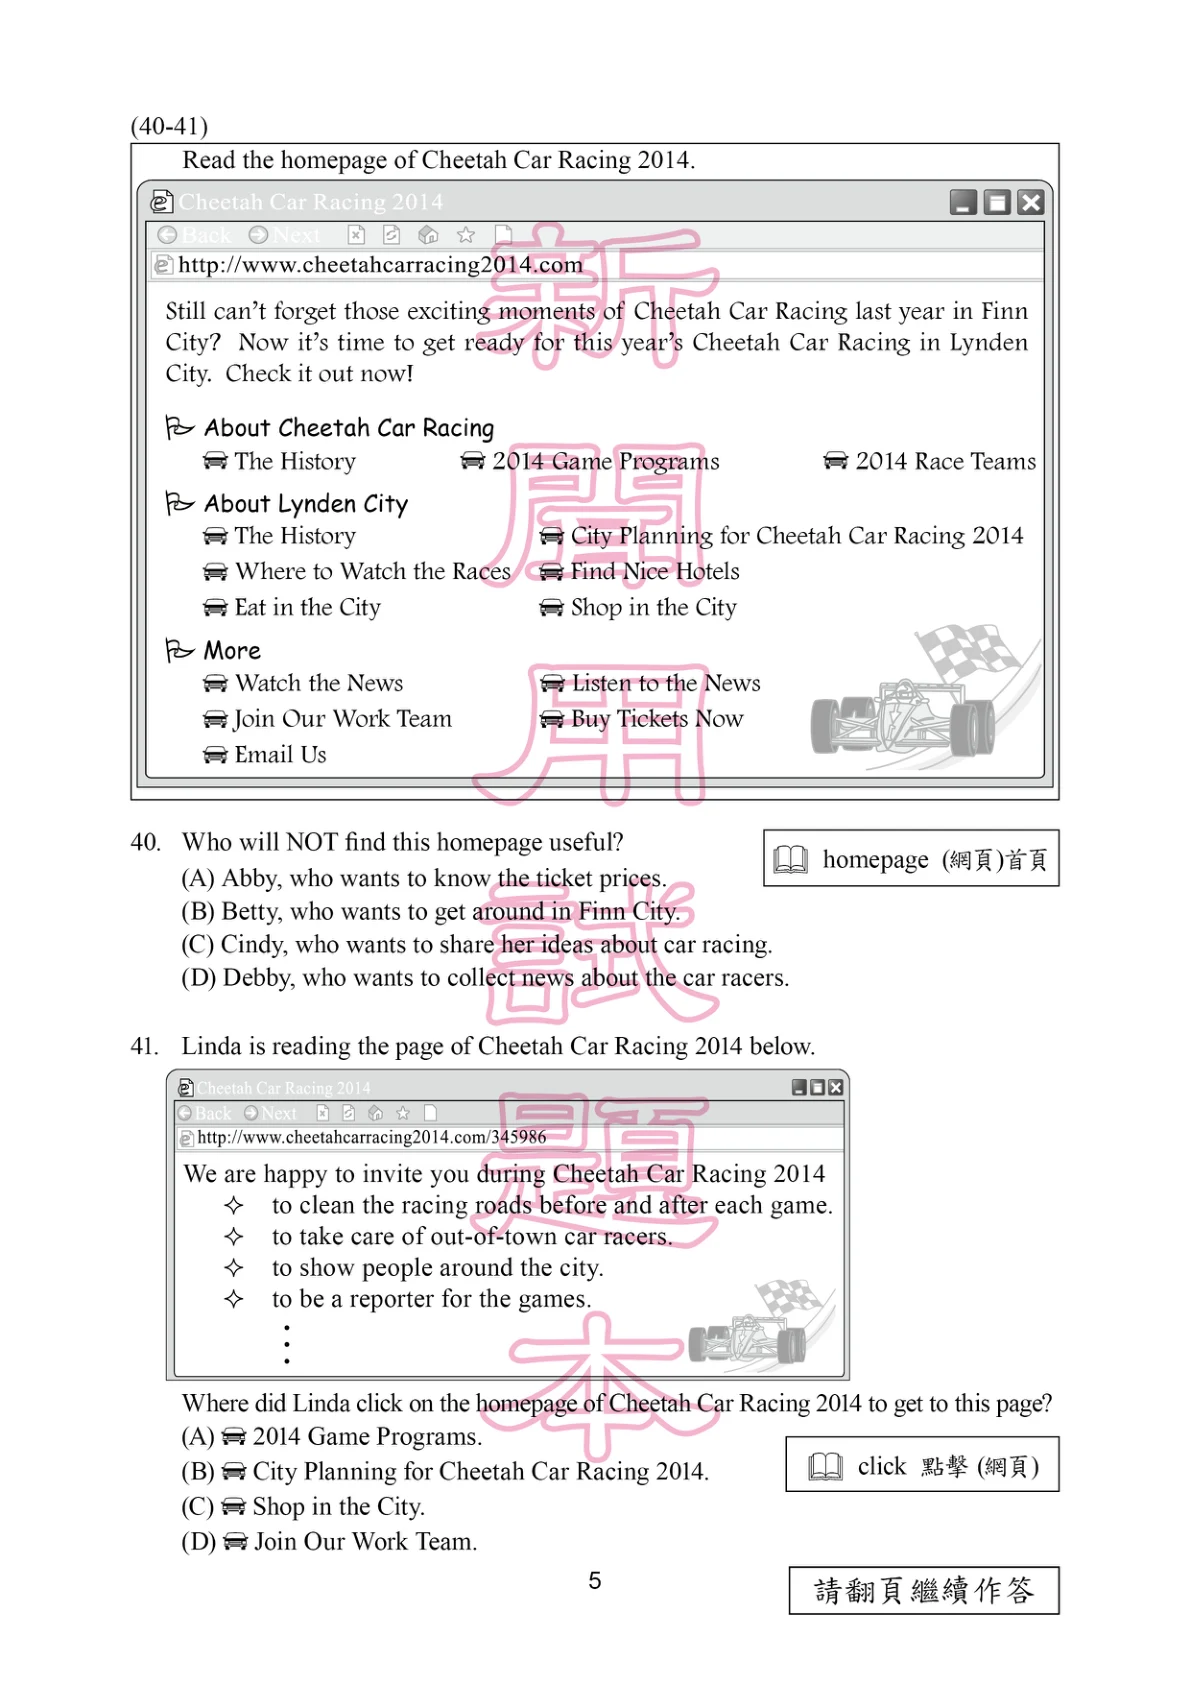 (40-41)
Read the homepage of Cheetah Car Racing 2014.
Cheetah Car Racing 2014
Back Next
http://www.cheetahcarracing2014.com
Still can't forget those exciting moments of Cheetah Car Racing last year in Finn
City? Now it's time to get ready for this year's Cheetah Car Racing in Lynden
City. Check it out now!
About Cheetah Car Racing
The History 2014 Game Programs 2014 Race Teams
About Lynden City
The History City Planning for Cheetah Car Racing 2014
Where to Watch the Races Find Nice Hotels
Eat in the City Shop in the City
More
Watch the News Listen to the News
Join Our Work Team Buy Tickets Now
Email Us
40. Who will NOT find this homepage useful?
homepage (網頁)首頁
(A) Abby, who wants to know the ticket prices.
(B) Betty, who wants to get around in Finn City.
(C) Cindy, who wants to share her ideas about car racing.
(D) Debby, who wants to collect news about the car racers.
41. Linda is reading the page of Cheetah Car Racing 2014 below.
Cheetah Car Racing 2014
Back Next
http://www.cheetahcarracing2014.com/345986
We are happy to invite you during Cheetah Car Racing 2014
to clean the racing roads before and after each game.
to take care of out-of-town car racers.
to show people around the city.
to be a reporter for the games.
Where did Linda click on the homepage of Cheetah Car Racing 2014 to get to this page?
(A) 2014 Game Programs.
(B) City Planning for Cheetah Car Racing 2014.
click 點擊 (網頁)
(C) Shop in the City.
(D) Join Our Work Team.
5
請翻頁繼續作答
新聞用試題本